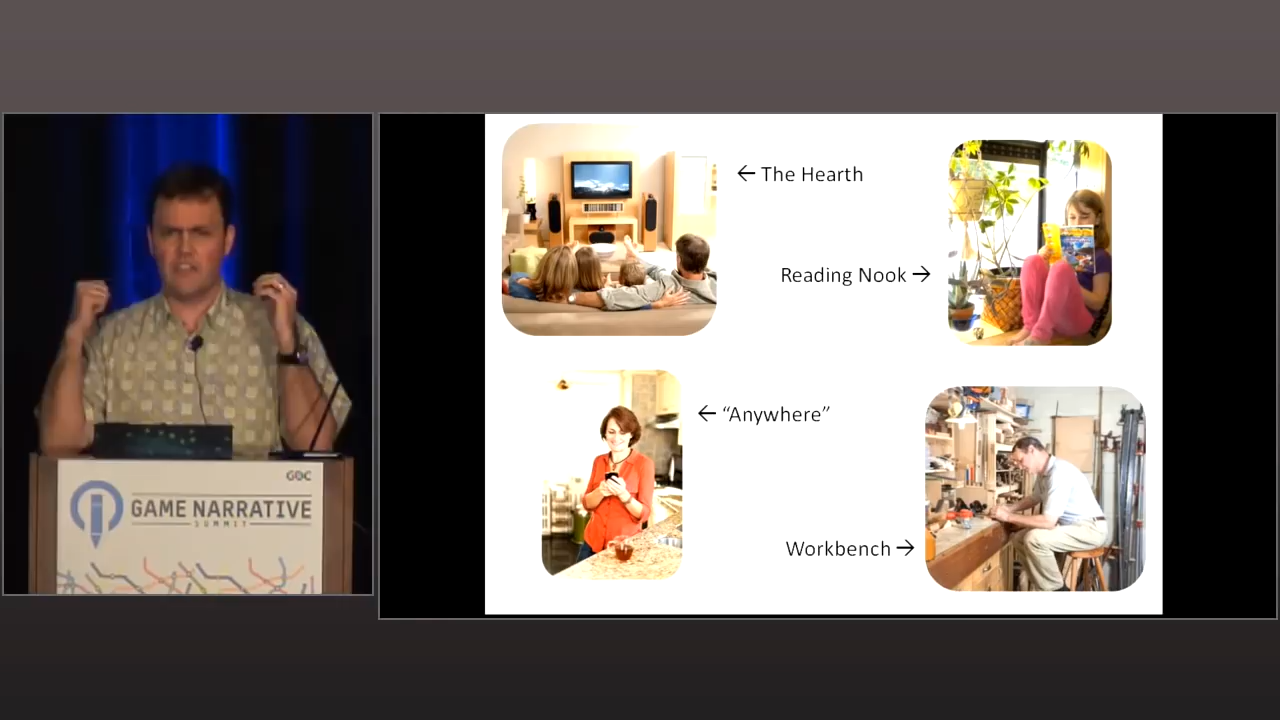 ← The Hearth
Reading Nook →
← “Anywhere”
Workbench →
GDC
GAME NARRATIVE
SUMMIT